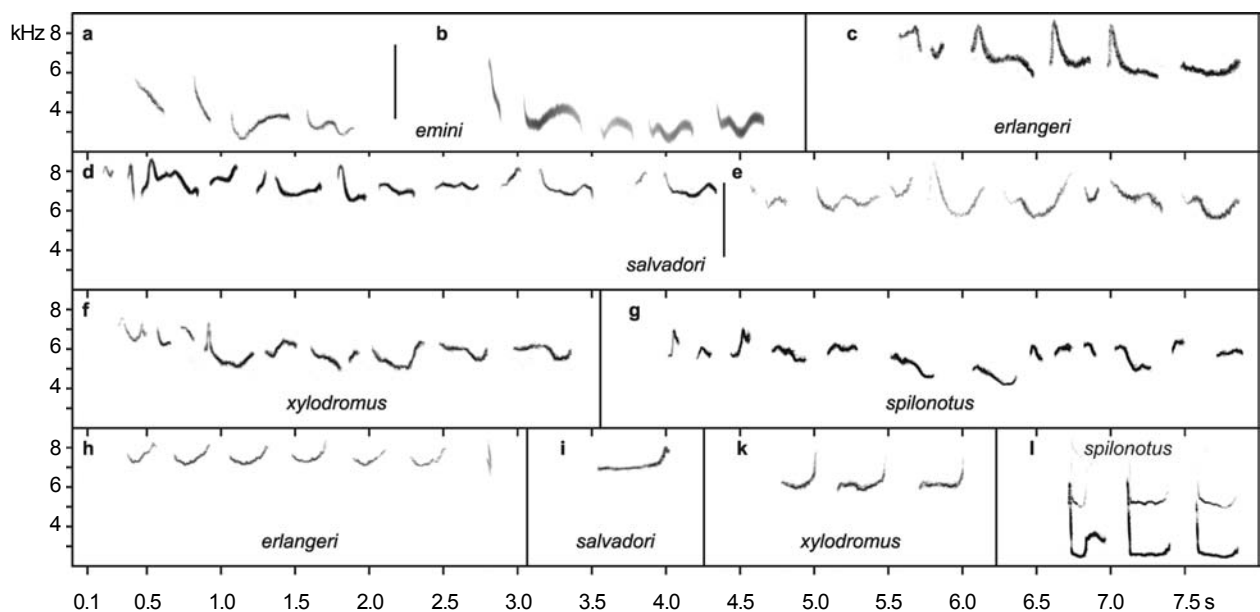 kHz 8 a b c
6
4 emini erlangeri
8 d e
6
4 salvadori
8 f g
6
4 xylodromus spilonotus
8 h i k l spilonotus
6
4 erlangeri salvadori xylodromus
0.1 0.5 1.0 1.5 2.0 2.5 3.0 3.5 4.0 4.5 5.0 5.5 6.0 6.5 7.0 7.5 s